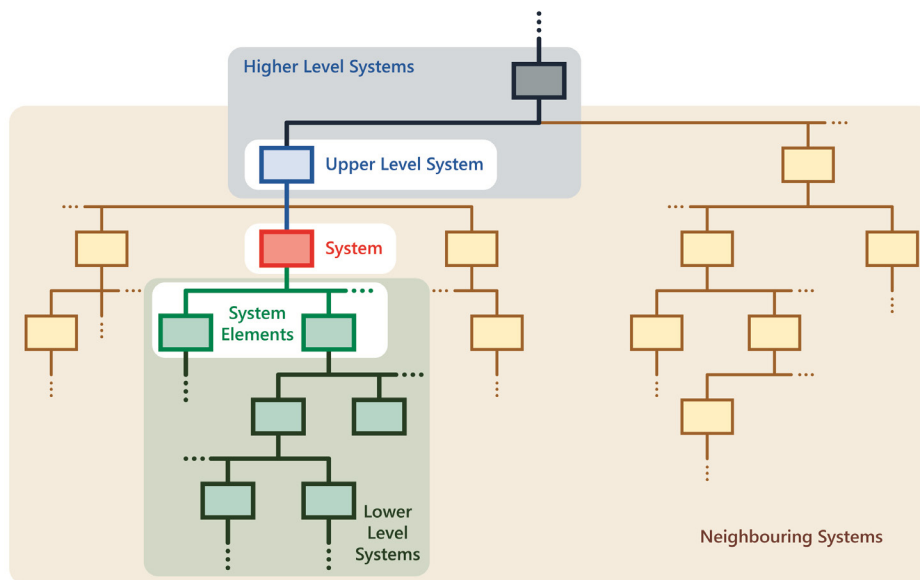 Higher Level Systems
Upper Level System
System
System
Elements
Lower
Level
Systems
Neighbouring Systems